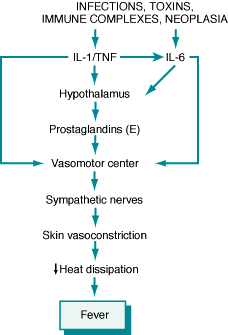 INFECTIONS, TOXINS,
IMMUNE COMPLEXES, NEOPLASIA
IL-1/TNF IL-6
Hypothalamus
Prostaglandins (E)
Vasomotor center
Sympathetic nerves
Skin vasoconstriction
↓Heat dissipation
Fever